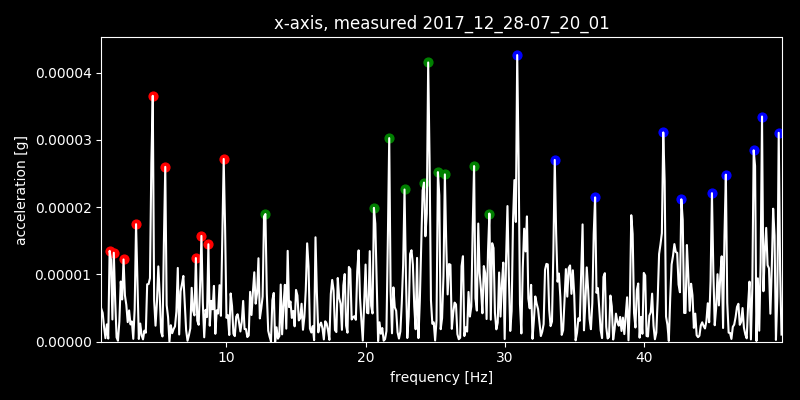 x-axis, measured 2017_12_28-07_20_01
0.00004
0.00003
0.00002
0.00001
0.00000
acceleration [g]
10 20 30 40
frequency [Hz]